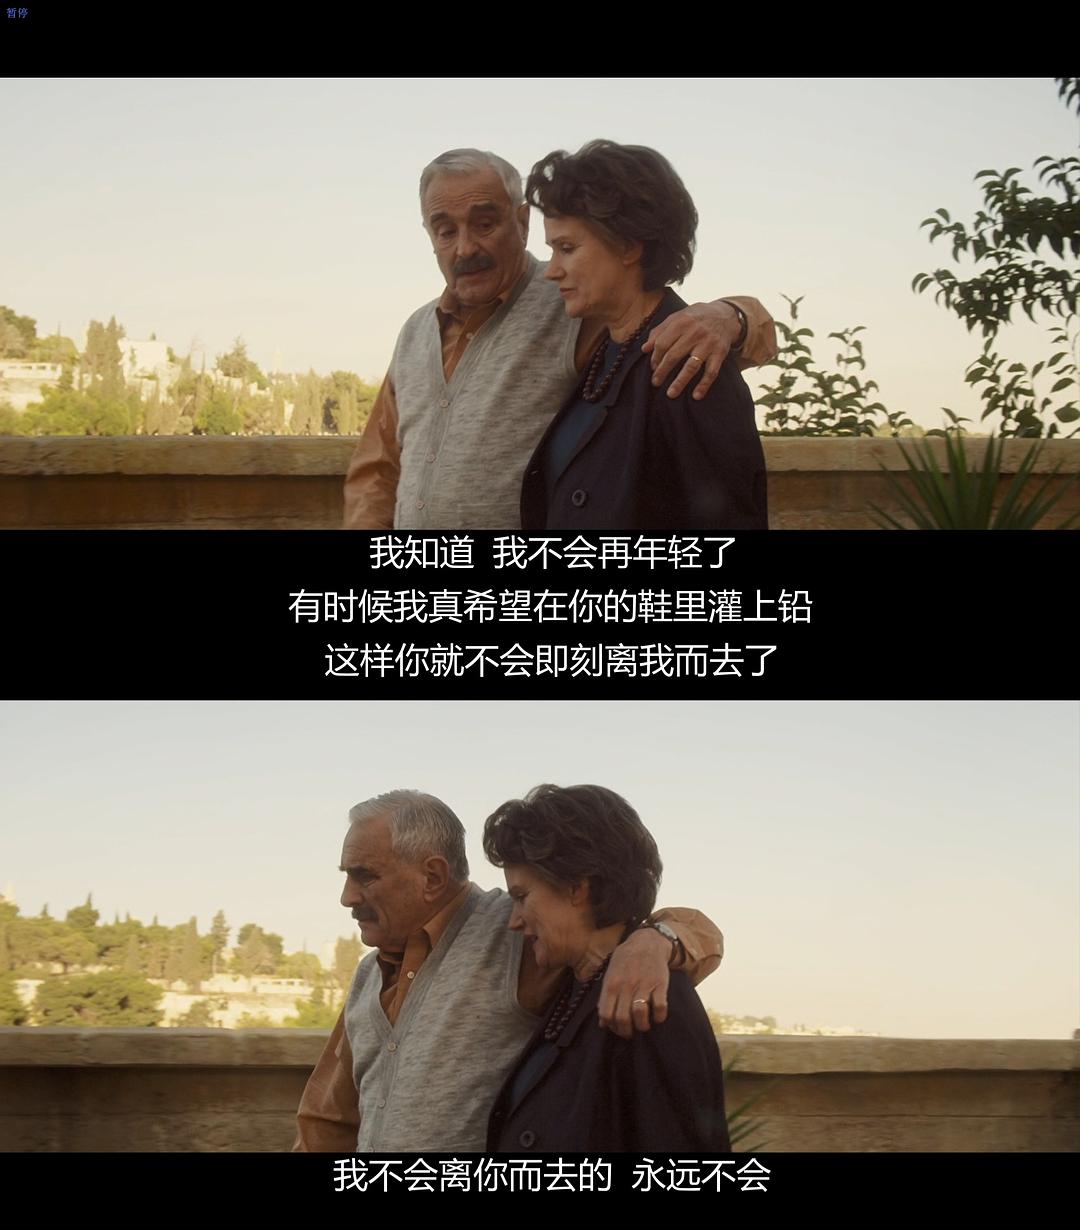 暂停
我知道 我不会再年轻了
有时候我真希望在你的鞋里灌上铅
这样你就不会即刻离我而去了
我不会离你而去的 永远不会